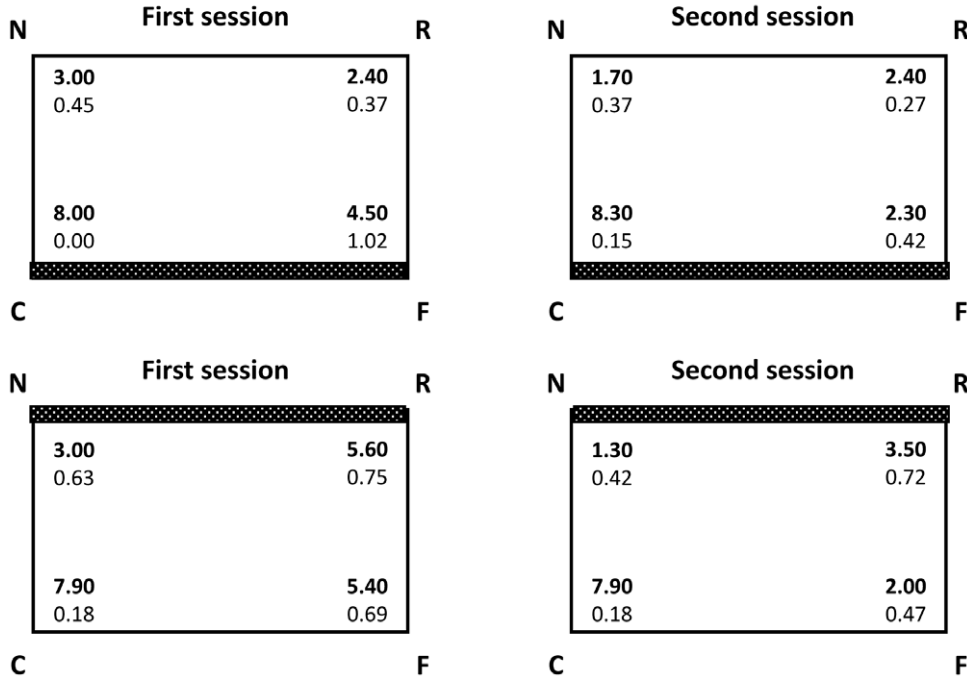 First session
Second session
N R N R
3.00 2.40 1.70 2.40
0.45 0.37 0.37 0.27
8.00 4.50 8.30 2.30
0.00 1.02 0.15 0.42
C F C F
First session
Second session
N R N R
3.00 5.60 1.30 3.50
0.63 0.75 0.42 0.72
7.90 5.40 7.90 2.00
0.18 0.69 0.18 0.47
C F C F